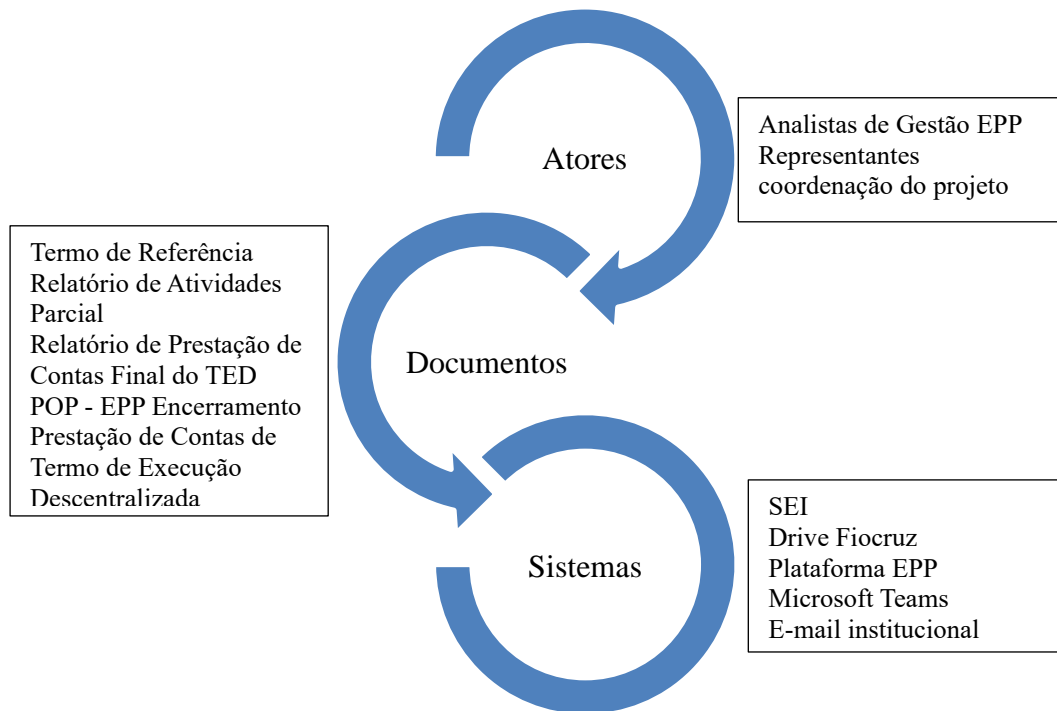 Atores
Analistas de Gestão EPP
Representantes
coordenação do projeto
Termo de Referência
Relatório de Atividades
Parcial
Relatório de Prestação de
Contas Final do TED
POP - EPP Encerramento
Prestação de Contas de
Termo de Execução
Descentralizada
Documentos
Sistemas
SEI
Drive Fiocruz
Plataforma EPP
Microsoft Teams
E-mail institucional